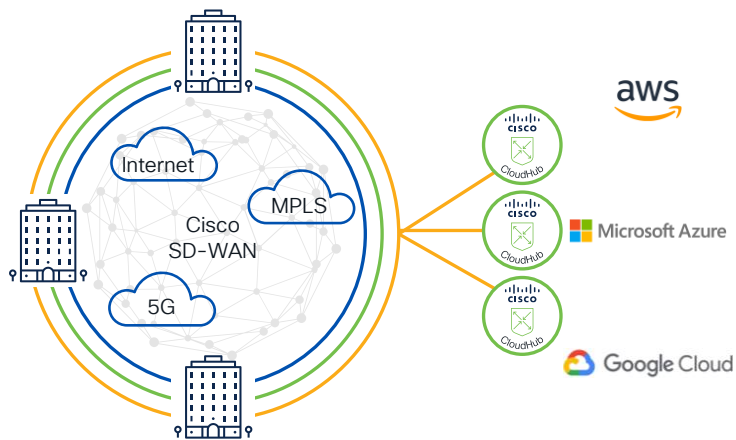 Internet
MPLS
Cisco
SD-WAN
5G
CISCO
CloudHub
CISCO
CloudHub
CISCO
CloudHub
aws
Microsoft Azure
Google Cloud